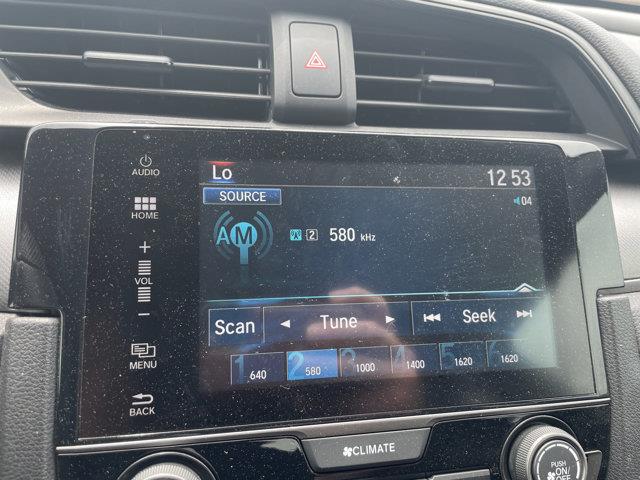 AUDIO
HOME
+
VOL
−
MENU
BACK
Lo
12 53
SOURCE
04
AM
2 580 kHz
Scan
Tune
Seek
1 640
2 580
3 1000
4 1400
5 1620
6 1620
CLIMATE
PUSH
ON/
OFF